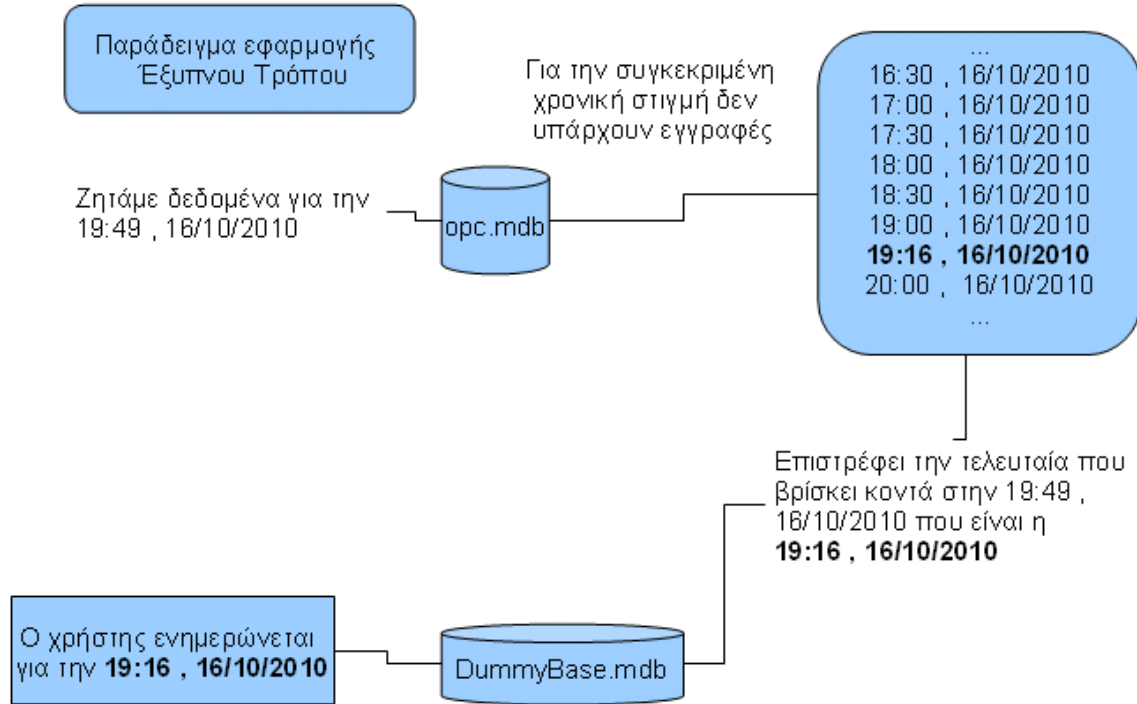 Παράδειγμα εφαρμογής
Έξυπνου Τρόπου
Για την συγκεκριμένη
χρονική στιγμή δεν
υπάρχουν εγγραφές
Ζητάμε δεδομένα για την
19:49 , 16/10/2010
opc.mdb
...
16:30 , 16/10/2010
17:00 , 16/10/2010
17:30 , 16/10/2010
18:00 , 16/10/2010
18:30 , 16/10/2010
19:00 , 16/10/2010
19:16 , 16/10/2010
20:00 , 16/10/2010
...
Επιστρέφει την τελευταία που
βρίσκει κοντά στην 19:49 ,
16/10/2010 που είναι η
19:16 , 16/10/2010
DummyBase.mdb
Ο χρήστης ενημερώνεται
για την 19:16 , 16/10/2010